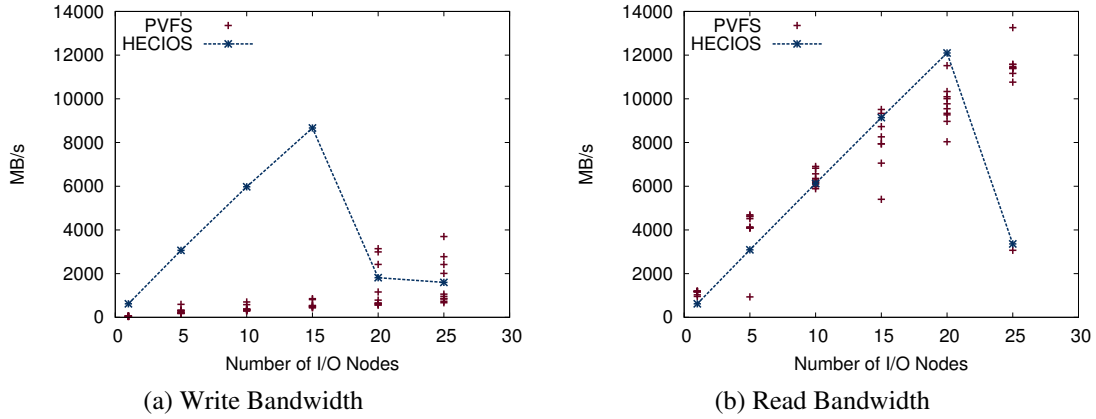 PVFS
HECIOS
14000
12000
10000
8000
6000
4000
2000
0
MB/s
0 5 10 15 20 25 30
Number of I/O Nodes
(a) Write Bandwidth
PVFS
HECIOS
14000
12000
10000
8000
6000
4000
2000
0
MB/s
0 5 10 15 20 25 30
Number of I/O Nodes
(b) Read Bandwidth